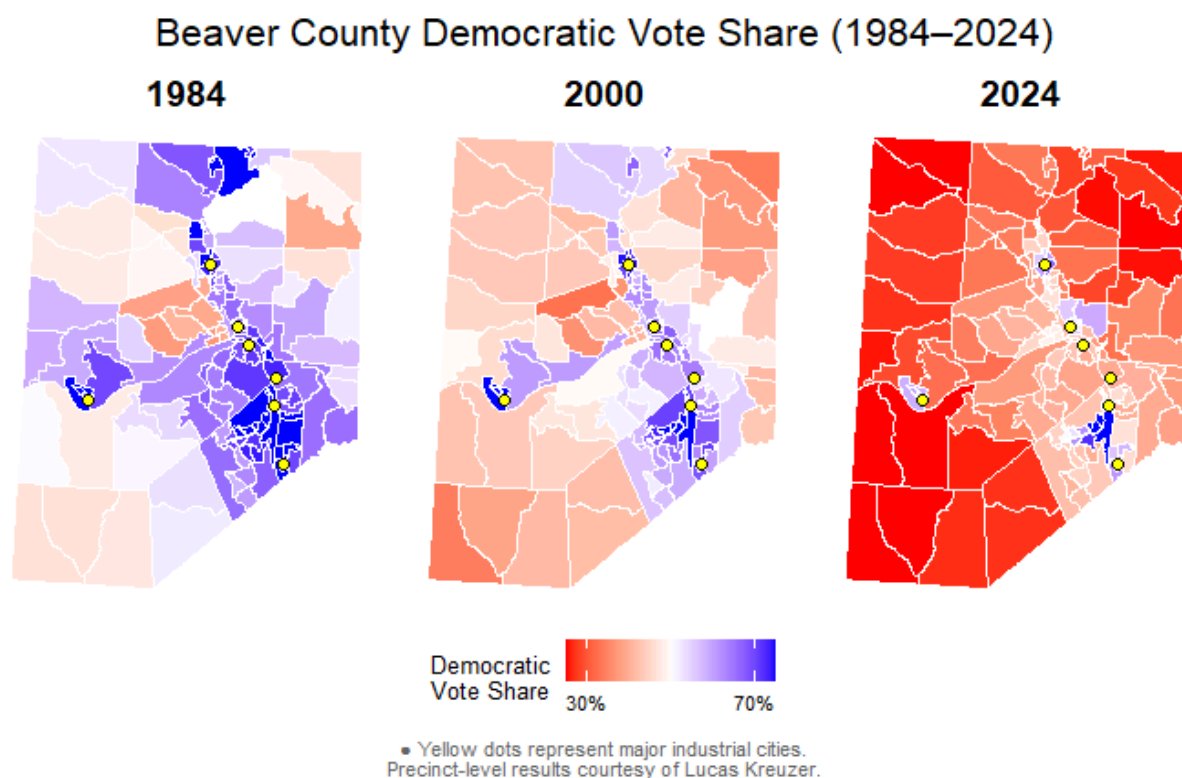 Beaver County Democratic Vote Share (1984–2024)
1984 2000 2024
Democratic
Vote Share
30% 70%
● Yellow dots represent major industrial cities.
Precinct-level results courtesy of Lucas Kreuzer.